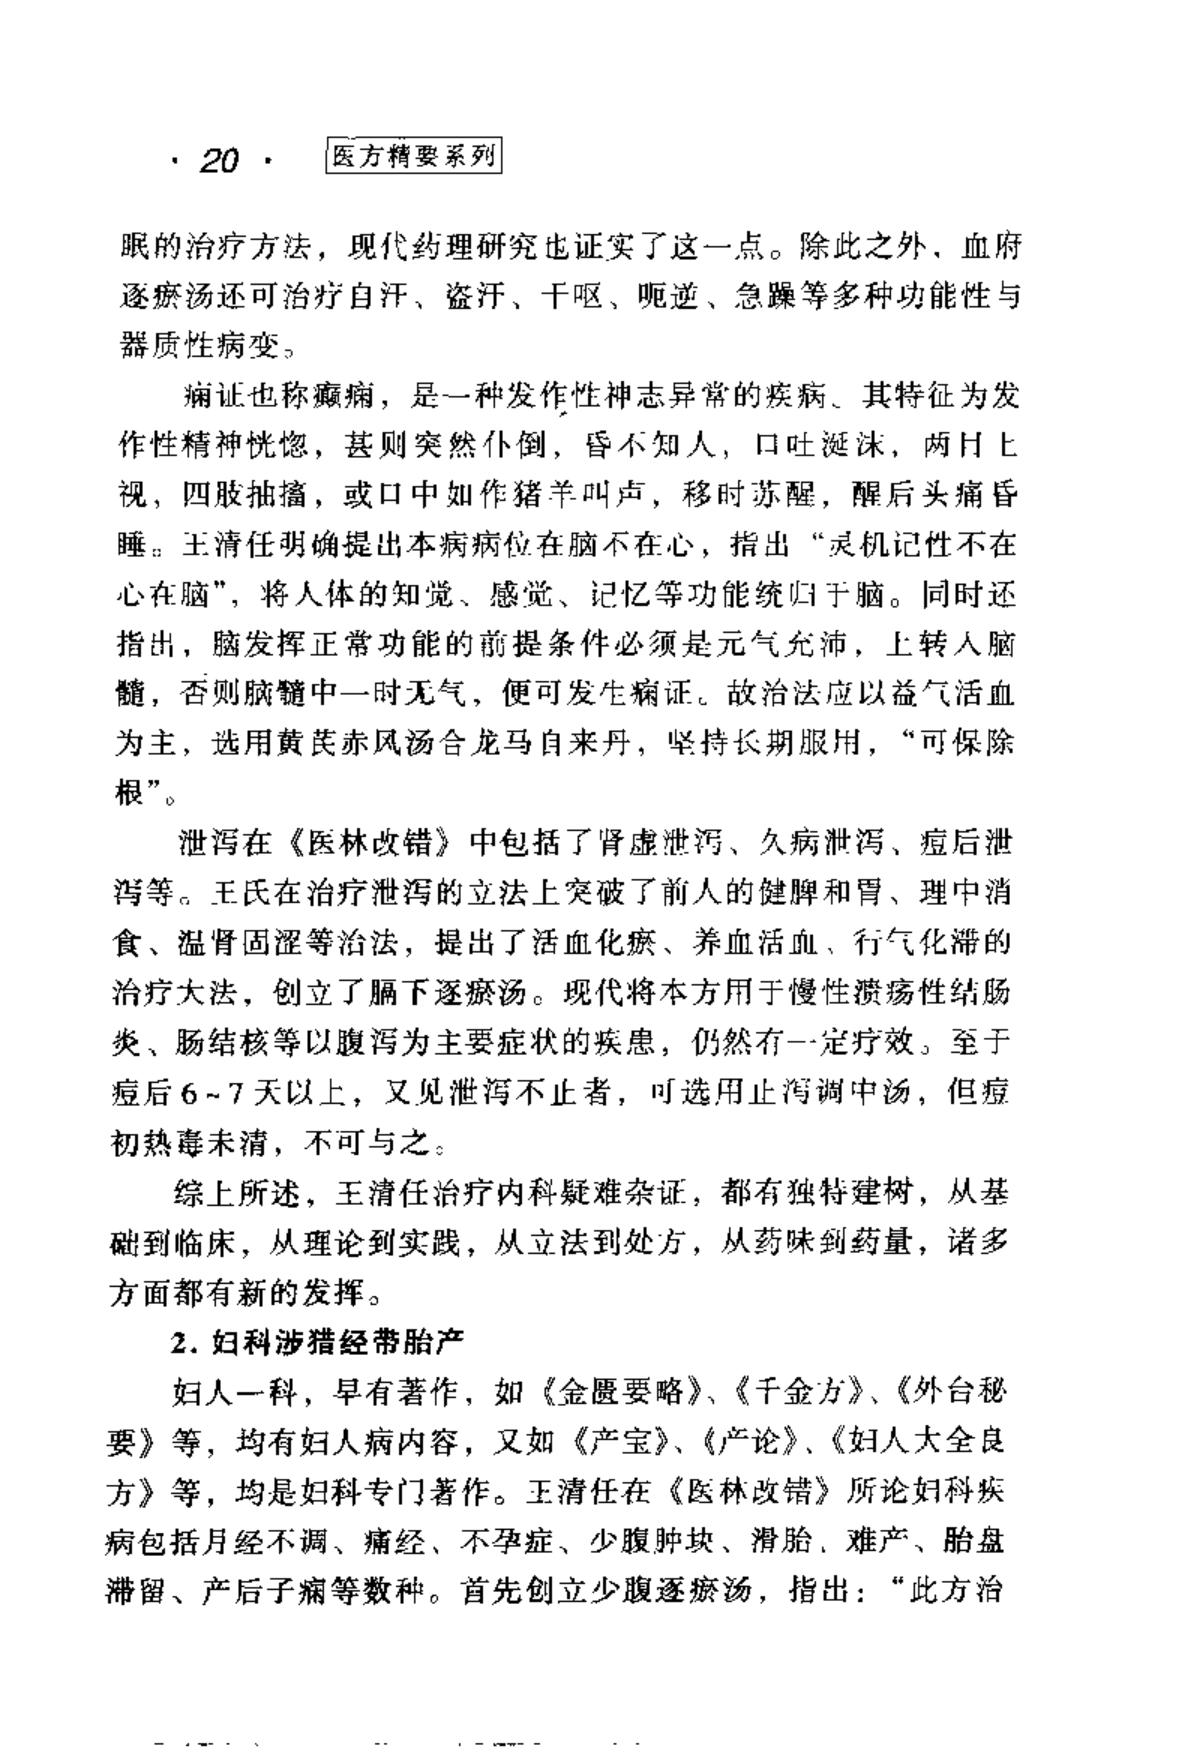 · 20 · 医方精要系列
眠的治疗方法，现代药理研究也证实了这一点。除此之外，血府
逐瘀汤还可治疗自汗、盗汗、干呕、呃逆、急躁等多种功能性与
器质性病变。
痫证也称癫痫，是一种发作性神志异常的疾病。其特征为发
作性精神恍惚，甚则突然仆倒，昏不知人，口吐涎沫，两目上
视，四肢抽搐，或口中如作猪羊叫声，移时苏醒，醒后头痛昏
睡。王清任明确提出本病病位在脑不在心，指出“灵机记性不在
心在脑”，将人体的知觉、感觉、记忆等功能统归于脑。同时还
指出，脑发挥正常功能的前提条件必须是元气充沛，上转入脑
髓，否则脑髓中一时无气，便可发生痫证。故治法应以益气活血
为主，选用黄芪赤风汤合龙马自来丹，坚持长期服用，“可保除
根”。
泄泻在《医林改错》中包括了肾虚泄泻、久病泄泻、痘后泄
泻等。王氏在治疗泄泻的立法上突破了前人的健脾和胃、理中消
食、温肾固涩等治法，提出了活血化瘀、养血活血、行气化滞的
治疗大法，创立了膈下逐瘀汤。现代将本方用于慢性溃疡性结肠
炎、肠结核等以腹泻为主要症状的疾患，仍然有一定疗效。至于
痘后 6~7 天以上，又见泄泻不止者，可选用止泻调中汤，但痘
初热毒未清，不可与之。
综上所述，王清任治疗内科疑难杂证，都有独特建树，从基
础到临床，从理论到实践，从立法到处方，从药味到药量，诸多
方面都有新的发挥。
2. 妇科涉猎经带胎产
妇人一科，早有著作，如《金匮要略》、《千金方》、《外台秘
要》等，均有妇人病内容，又如《产宝》、《产论》、《妇人大全良
方》等，均是妇科专门著作。王清任在《医林改错》所论妇科疾
病包括月经不调、痛经、不孕症、少腹肿块、滑胎、难产、胎盘
滞留、产后子痫等数种。首先创立少腹逐瘀汤，指出：“此方治